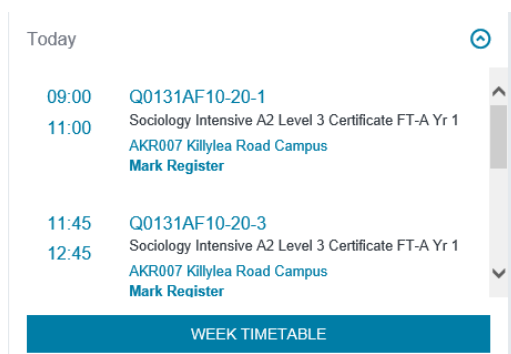 Today
09:00 Q0131AF10-20-1
11:00 Sociology Intensive A2 Level 3 Certificate FT-A Yr 1
AKR007 Killylea Road Campus
Mark Register
11:45 Q0131AF10-20-3
12:45 Sociology Intensive A2 Level 3 Certificate FT-A Yr 1
AKR007 Killylea Road Campus
Mark Register
WEEK TIMETABLE